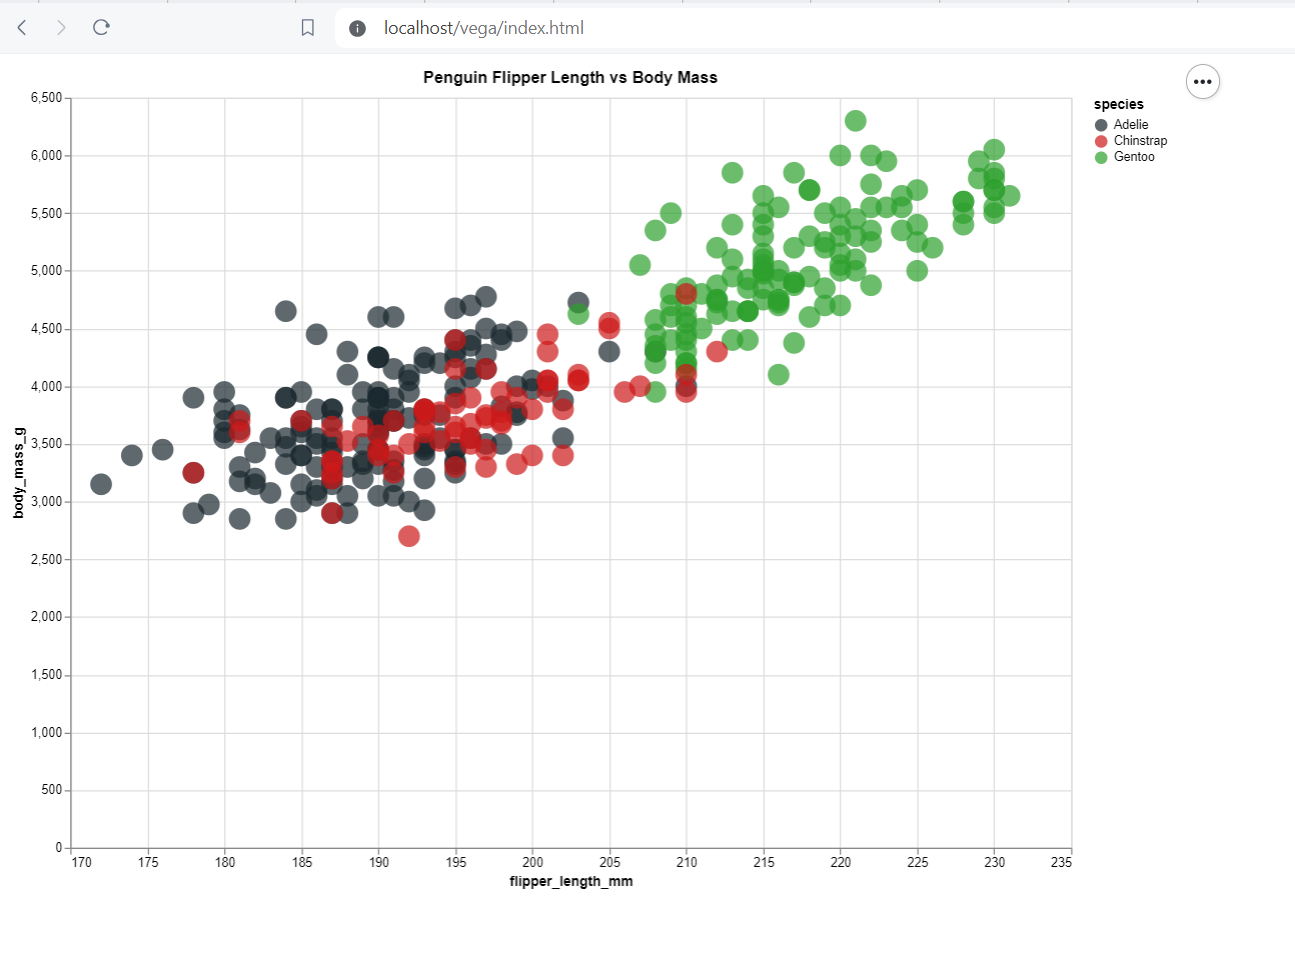 localhost/vega/index.html
Penguin Flipper Length vs Body Mass
species
Adelie
Chinstrap
Gentoo
body_mass_g
6,500
6,000
5,500
5,000
4,500
4,000
3,500
3,000
2,500
2,000
1,500
1,000
500
0
170 175 180 185 190 195 200 205 210 215 220 225 230 235
flipper_length_mm